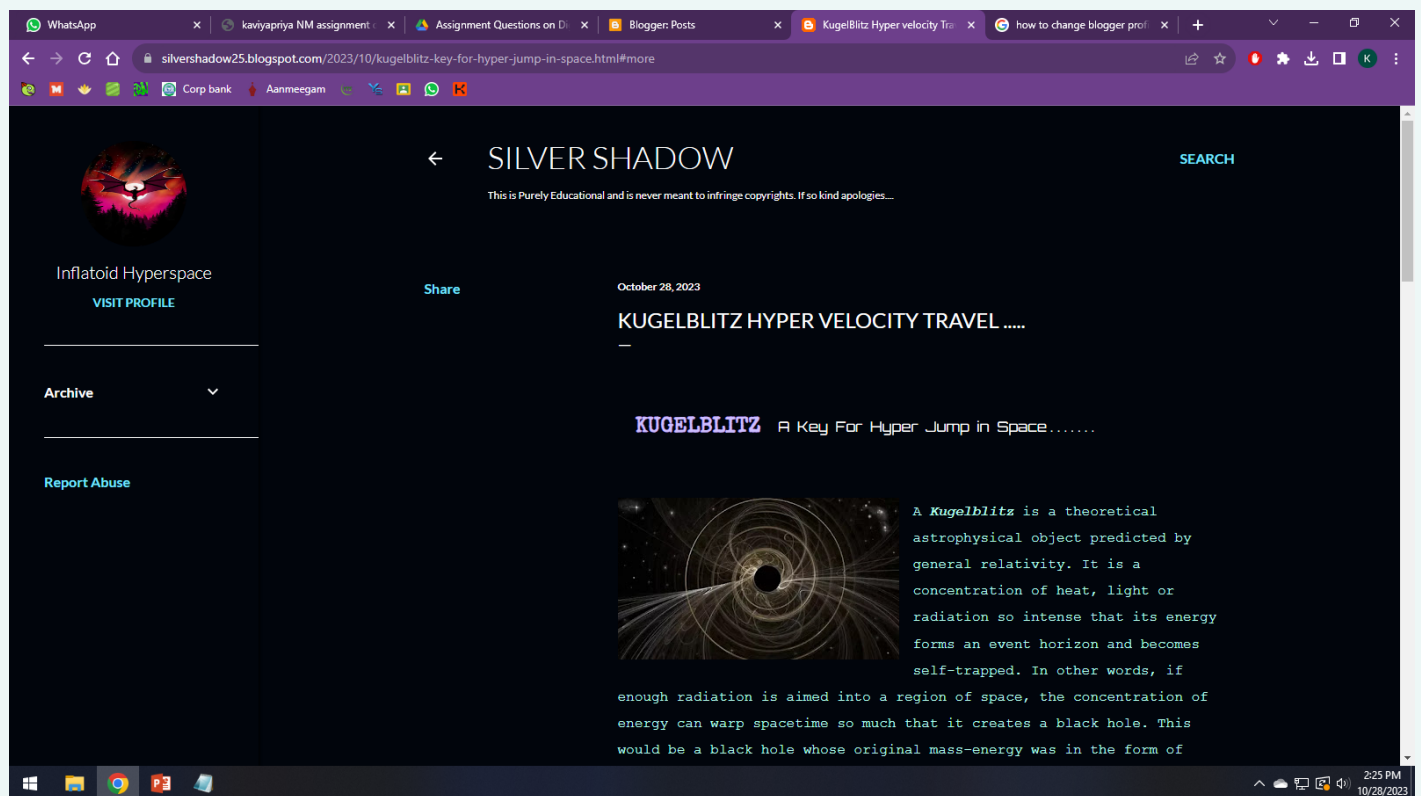 WhatsApp
kaviyapriya NM assignment
Assignment Questions on Di
Blogger: Posts
KugelBlitz Hyper velocity Tra
how to change blogger prof
silvershadow25.blogspot.com/2023/10/kugelblitz-key-for-hyper-jump-in-space.html#more
K
Corp bank
Aanmeegam
SILVER SHADOW
SEARCH
This is Purely Educational and is never meant to infringe copyrights. If so kind apologies....
Inflatoid Hyperspace
VISIT PROFILE
Archive
Report Abuse
Share
October 28, 2023
KUGELBLITZ HYPER VELOCITY TRAVEL .....
KUGELBLITZ A Key For Hyper Jump in Space.......
A Kugelblitz is a theoretical
astrophysical object predicted by
general relativity. It is a
concentration of heat, light or
radiation so intense that its energy
forms an event horizon and becomes
self-trapped. In other words, if
enough radiation is aimed into a region of space, the concentration of
energy can warp spacetime so much that it creates a black hole. This
would be a black hole whose original mass-energy was in the form of
2:25 PM
10/28/2023